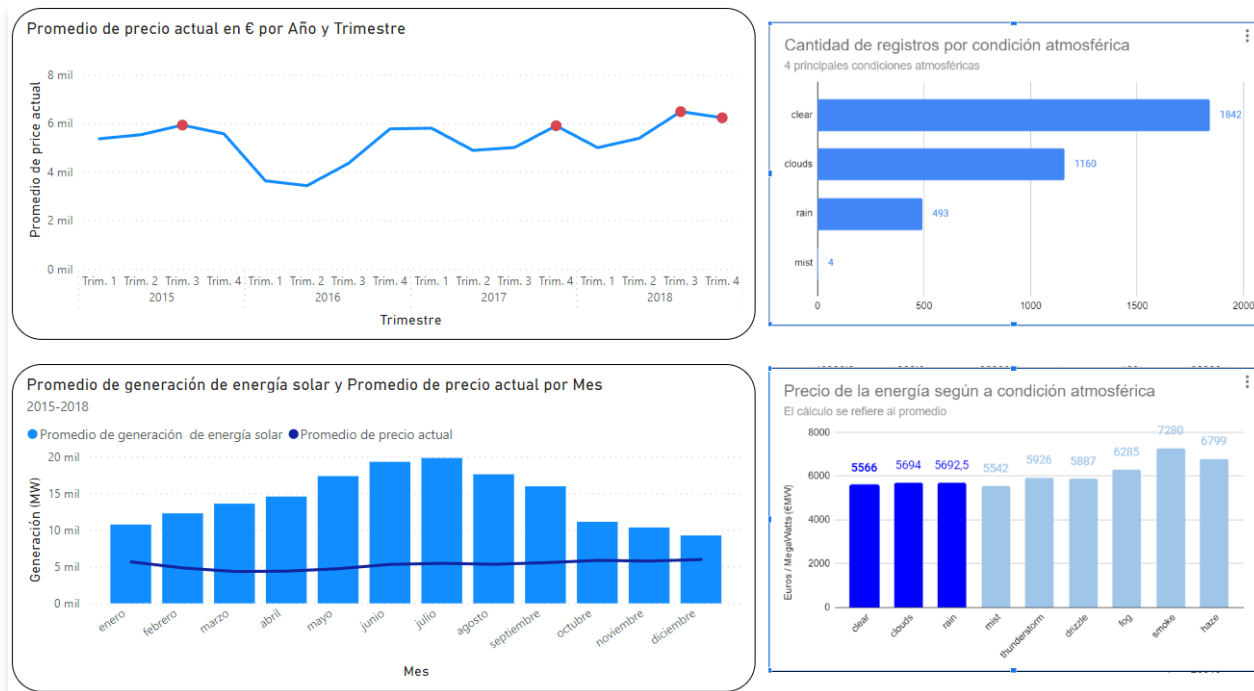 Promedio de precio actual en € por Año y Trimestre
Promedio de price actual
8 mil
6 mil
4 mil
2 mil
0 mil
Trim. 1 Trim. 2 Trim. 3 Trim. 4 Trim. 1 Trim. 2 Trim. 3 Trim. 4 Trim. 1 Trim. 2 Trim. 3 Trim. 4 Trim. 1 Trim. 2 Trim. 3 Trim. 4
2015 2016 2017 2018
Trimestre
Cantidad de registros por condición atmosférica
4 principales condiciones atmosféricas
clear 1842
clouds 1160
rain 493
mist 4
0 500 1000 1500 2000
Promedio de generación de energía solar y Promedio de precio actual por Mes
2015-2018
Promedio de generación de energía solar Promedio de precio actual
Generación (MW)
20 mil
15 mil
10 mil
5 mil
0 mil
enero febrero marzo abril mayo junio julio agosto septiembre octubre noviembre diciembre
Mes
Precio de la energía según a condición atmosférica
El cálculo se refiere al promedio
Euros / MegaWatts (€MW)
8000
6000
4000
2000
0
5566 5694 5692,5 5542 5926 5887 6285 7280 6799
clear clouds rain mist thunderstorm drizzle fog smoke haze